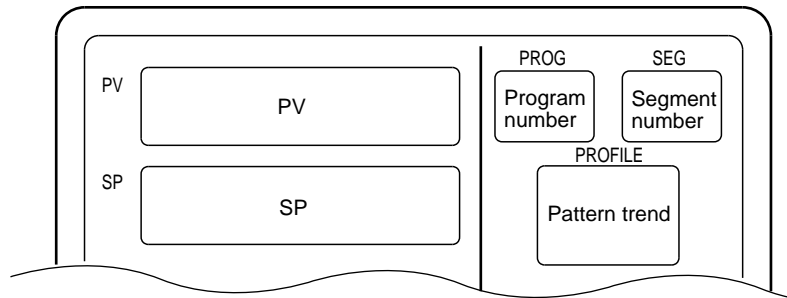 PROG SEG
PV PV Program Segment
number number
PROFILE
SP SP Pattern trend